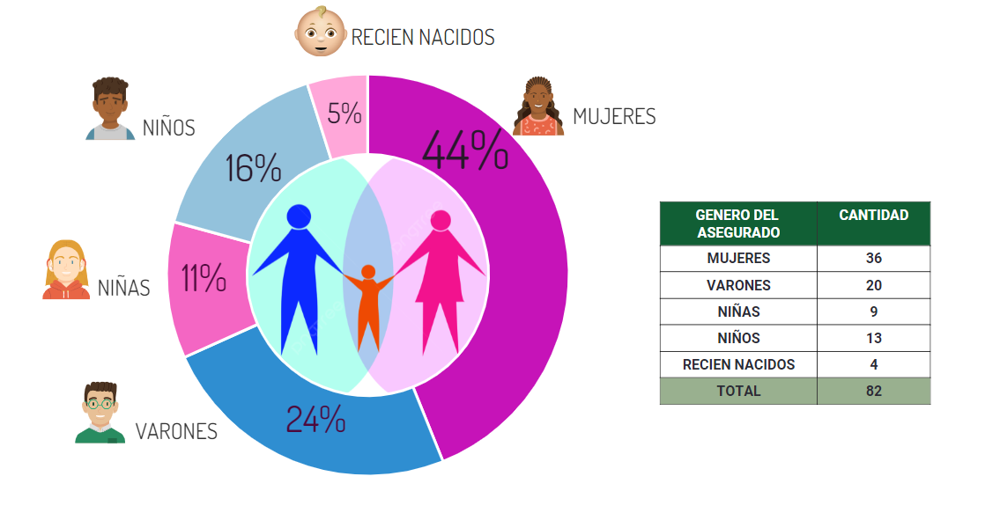 RECIEN NACIDOS
MUJERES
NIÑOS
NIÑAS
VARONES
5%
44%
16%
11%
24%
GENERO DEL
ASEGURADO
CANTIDAD
MUJERES 36
VARONES 20
NIÑAS 9
NIÑOS 13
RECIEN NACIDOS 4
TOTAL 82